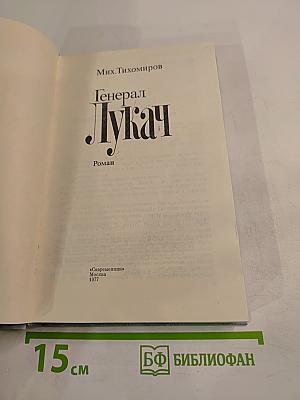 Мих. Тихомиров
Генерал
Лукач
Роман
«Современник»
Москва
1977
15 см
БФ БИБЛИОФАН